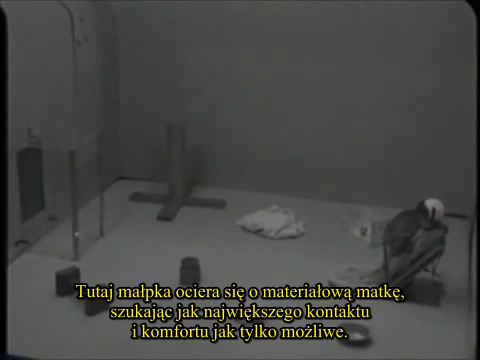 Tutaj małpka ociera się o materiałową matkę,
szukając jak największego kontaktu
i komfortu jak tylko możliwe.